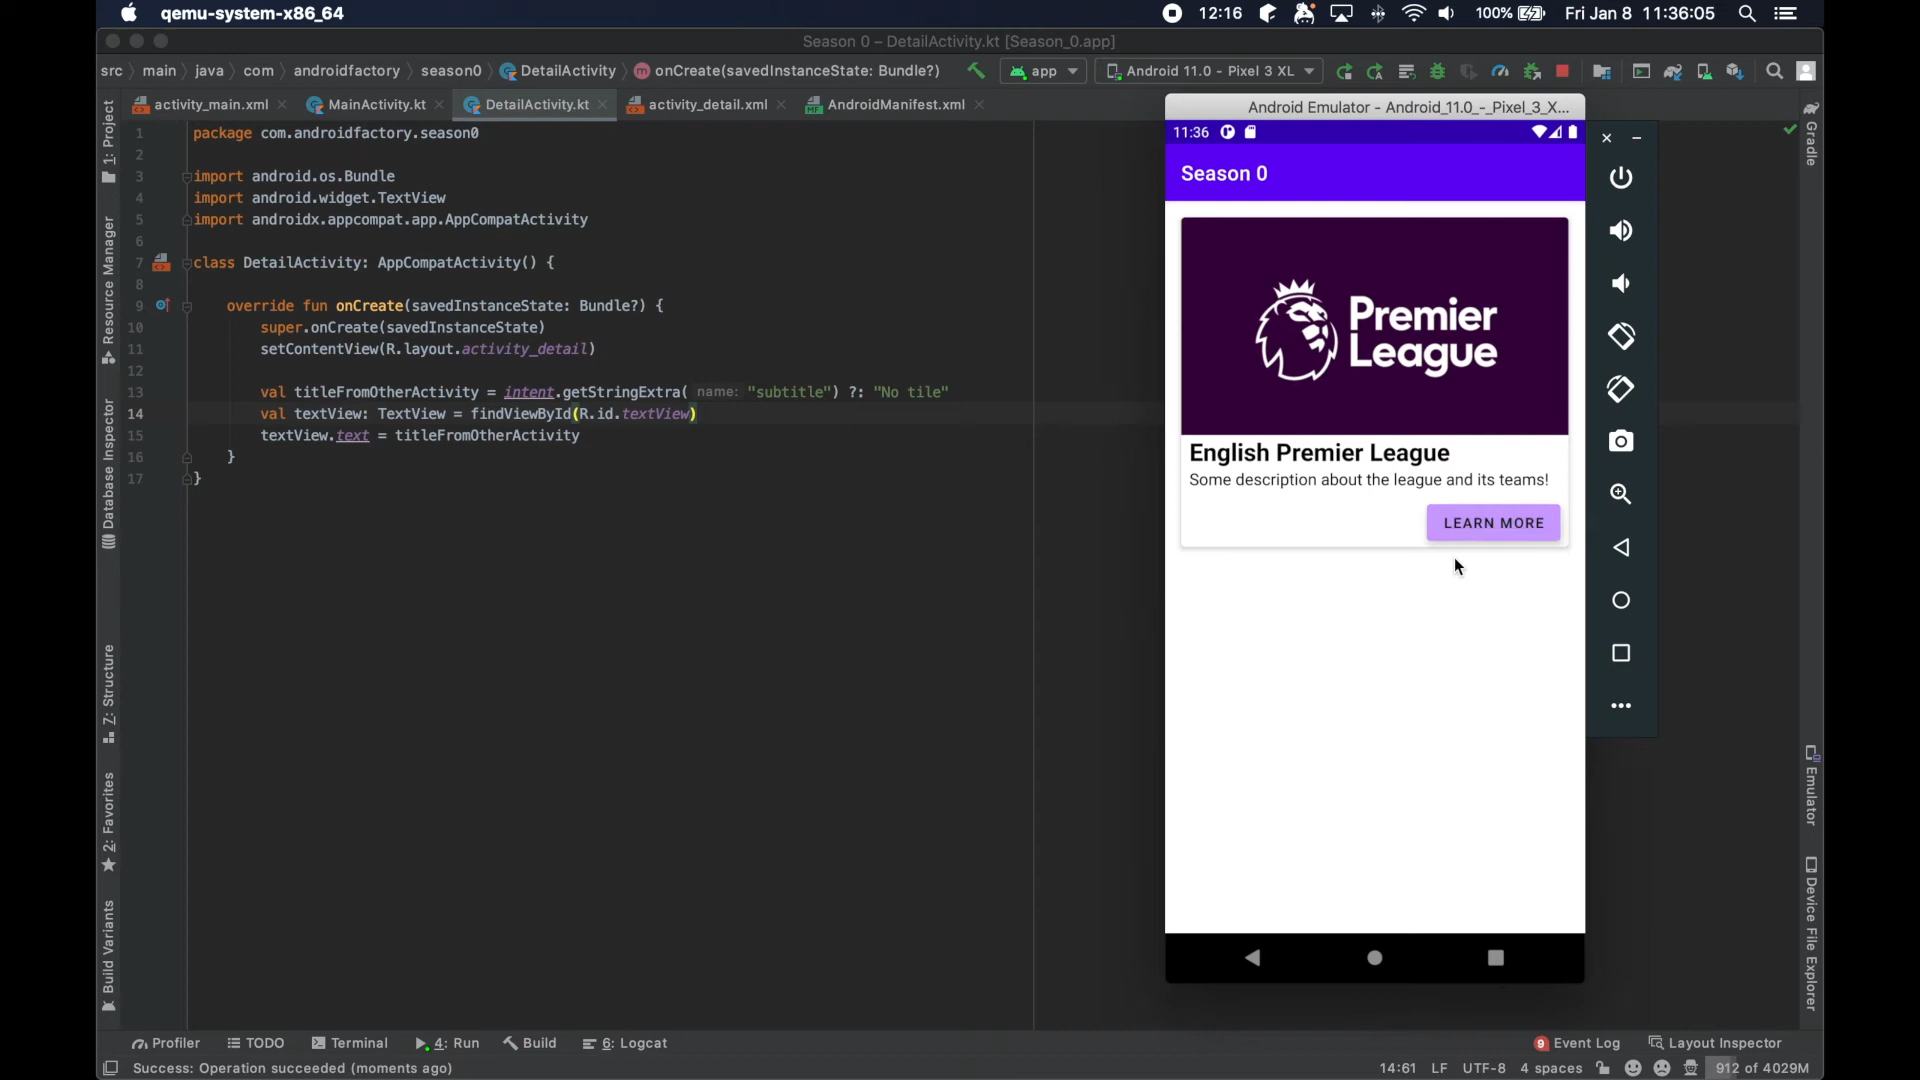 qemu-system-x86_64
12:16
100%
Fri Jan 8 11:36:05
Season 0 – DetailActivity.kt [Season_0.app]
src
main
java
com
androidfactory
season0
DetailActivity
onCreate(savedInstanceState: Bundle?)
app
Android 11.0 - Pixel 3 XL
activity_main.xml
MainActivity.kt
DetailActivity.kt
activity_detail.xml
AndroidManifest.xml
1: Project
Resource Manager
Database Inspector
Z: Structure
2: Favorites
Build Variants
1 package com.androidfactory.season0
2
3 import android.os.Bundle
4 import android.widget.TextView
5 import androidx.appcompat.app.AppCompatActivity
6
7 class DetailActivity: AppCompatActivity() {
8
9 override fun onCreate(savedInstanceState: Bundle?) {
10 super.onCreate(savedInstanceState)
11 setContentView(R.layout.activity_detail)
12
13 val titleFromOtherActivity = intent.getStringExtra( name: "subtitle") ?: "No tile"
14 val textView: TextView = findViewById(R.id.textView)
15 textView.text = titleFromOtherActivity
16 }
17 }
Android Emulator - Android_11.0_-_Pixel_3_X...
11:36
Season 0
Premier
League
English Premier League
Some description about the league and its teams!
LEARN MORE
Gradle
Emulator
Device File Explorer
Profiler
TODO
Terminal
4: Run
Build
6: Logcat
9 Event Log
Layout Inspector
Success: Operation succeeded (moments ago)
14:61
LF
UTF-8
4 spaces
912 of 4029M